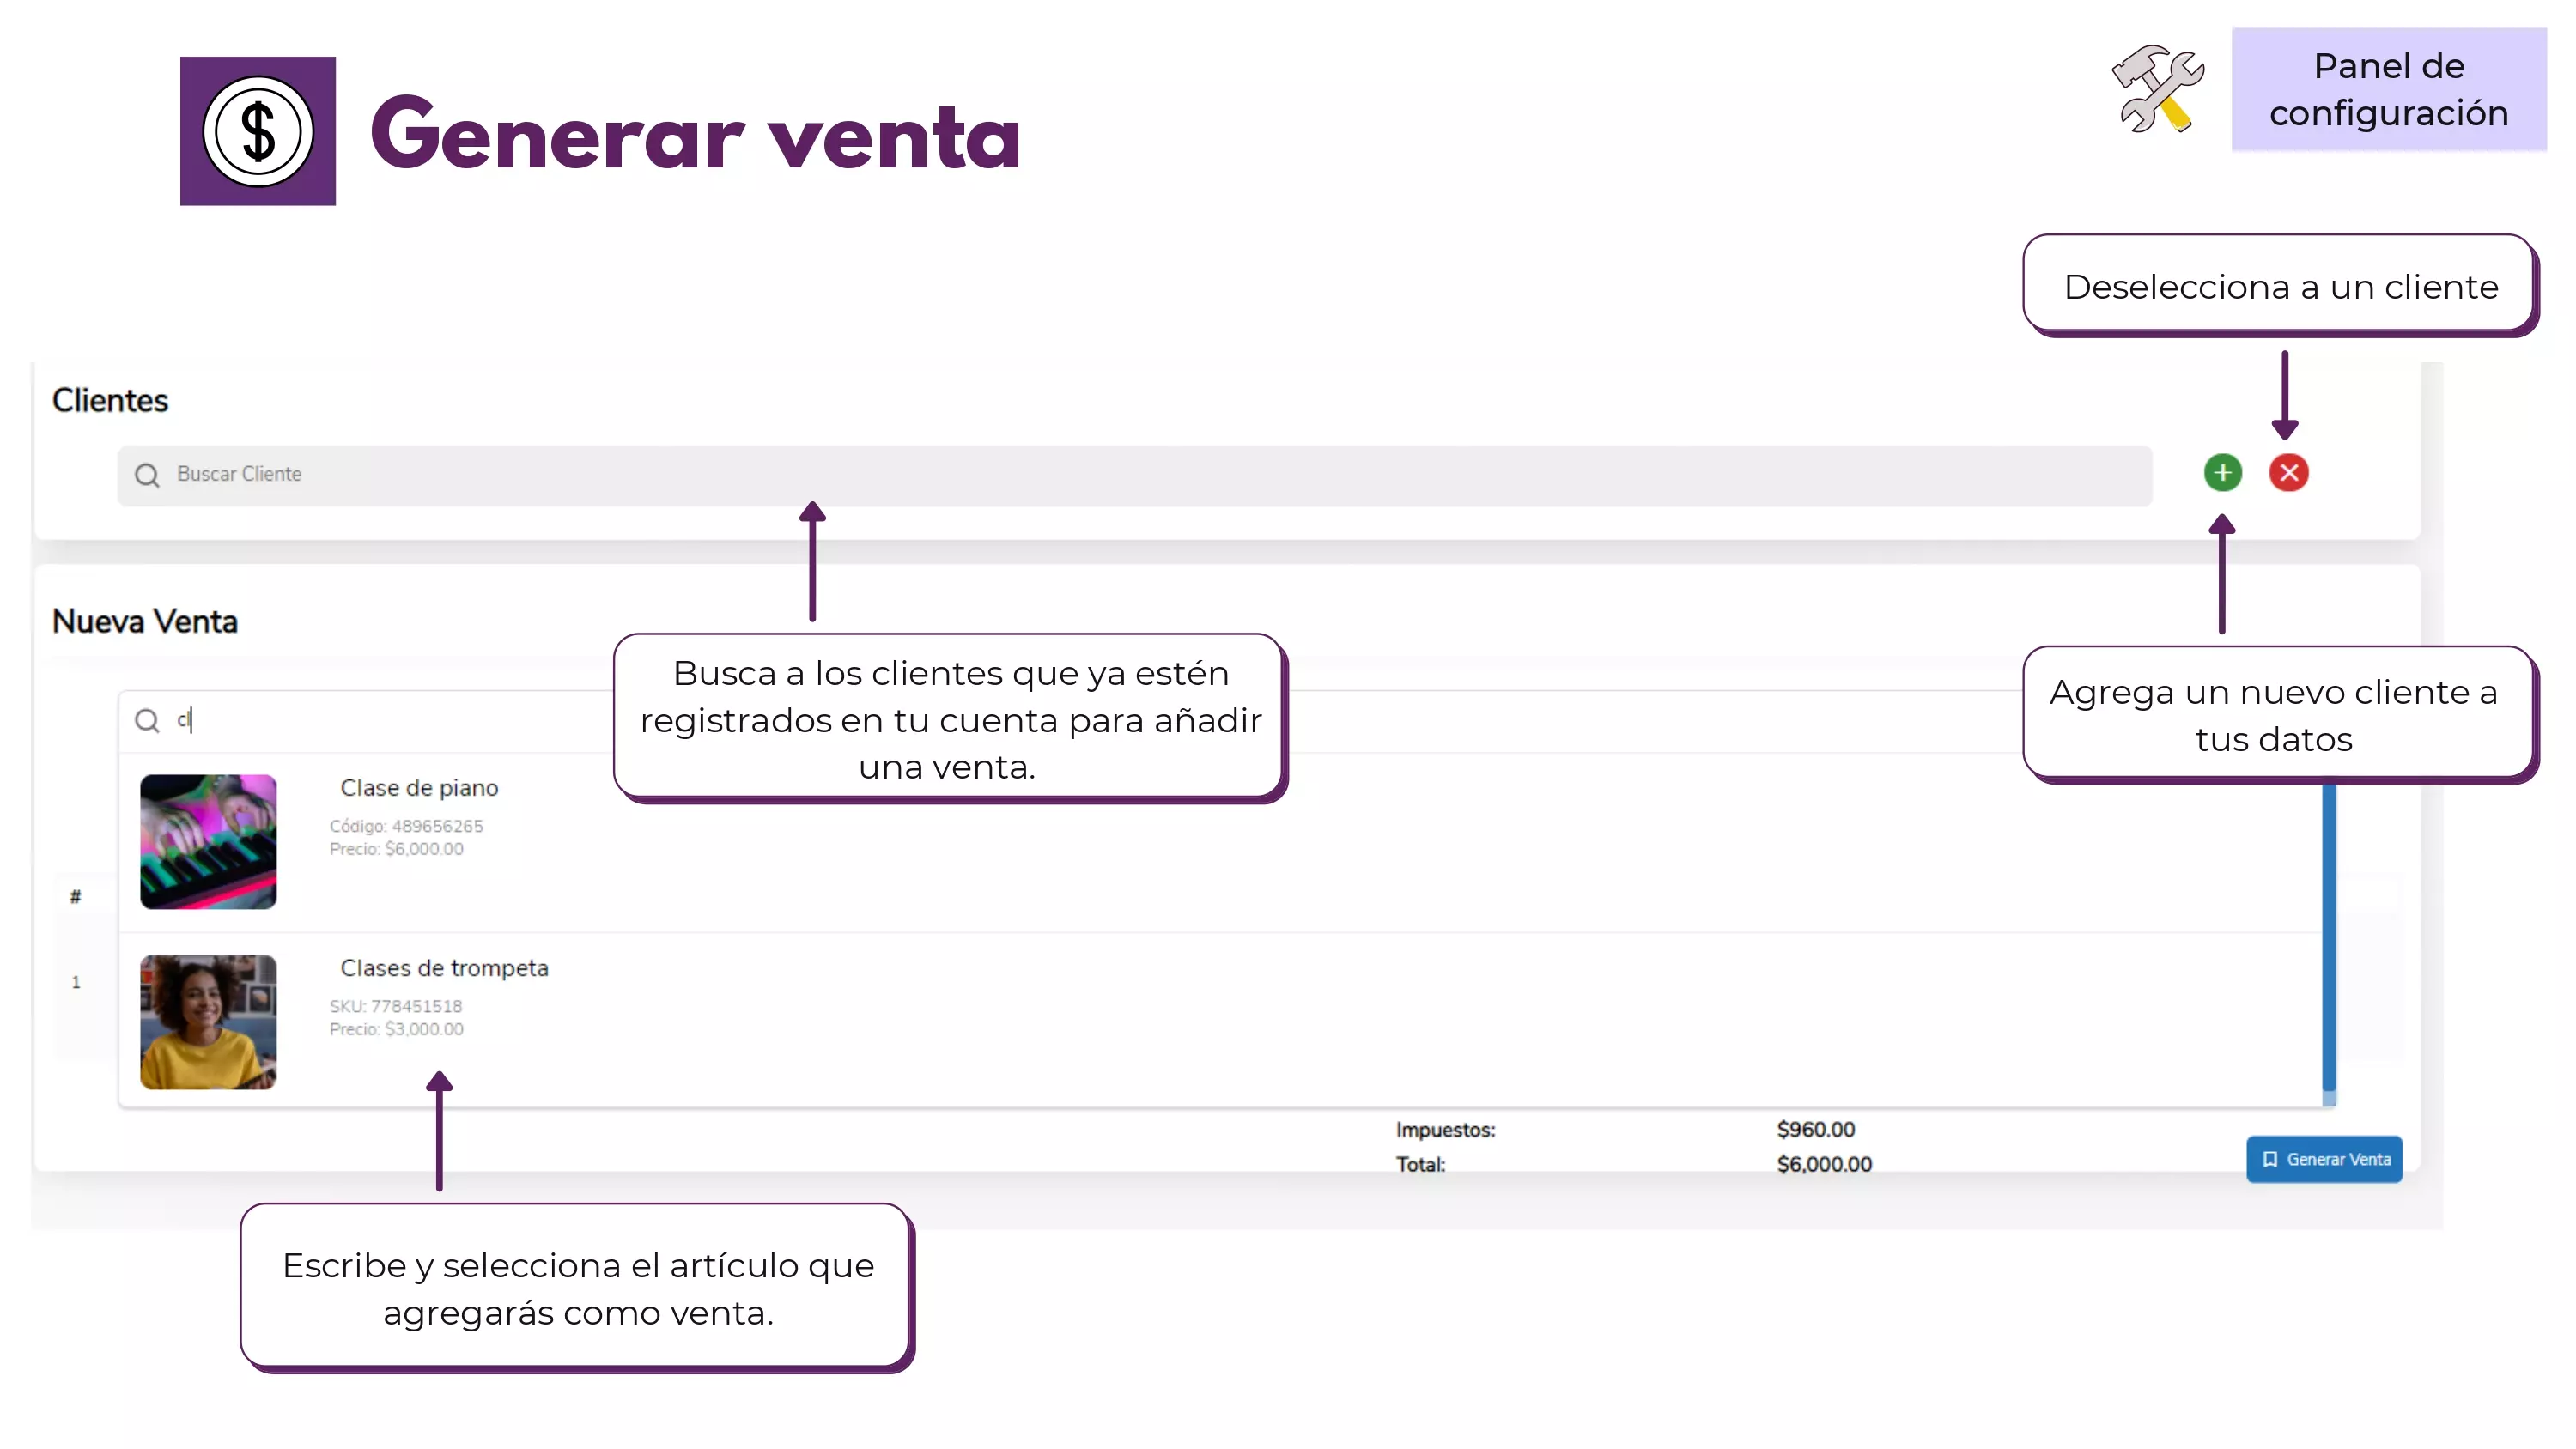 $ Generar venta
Panel de
configuración
Deselecciona a un cliente
Clientes
Buscar Cliente
Nueva Venta
Busca a los clientes que ya estén
registrados en tu cuenta para añadir
una venta.
Agrega un nuevo cliente a
tus datos
cl
Clase de piano
Código: 489656265
Precio: $6,000.00
#
1
Clases de trompeta
SKU: 778451518
Precio: $3,000.00
Impuestos: $960.00
Total: $6,000.00
Generar Venta
Escribe y selecciona el artículo que
agregarás como venta.